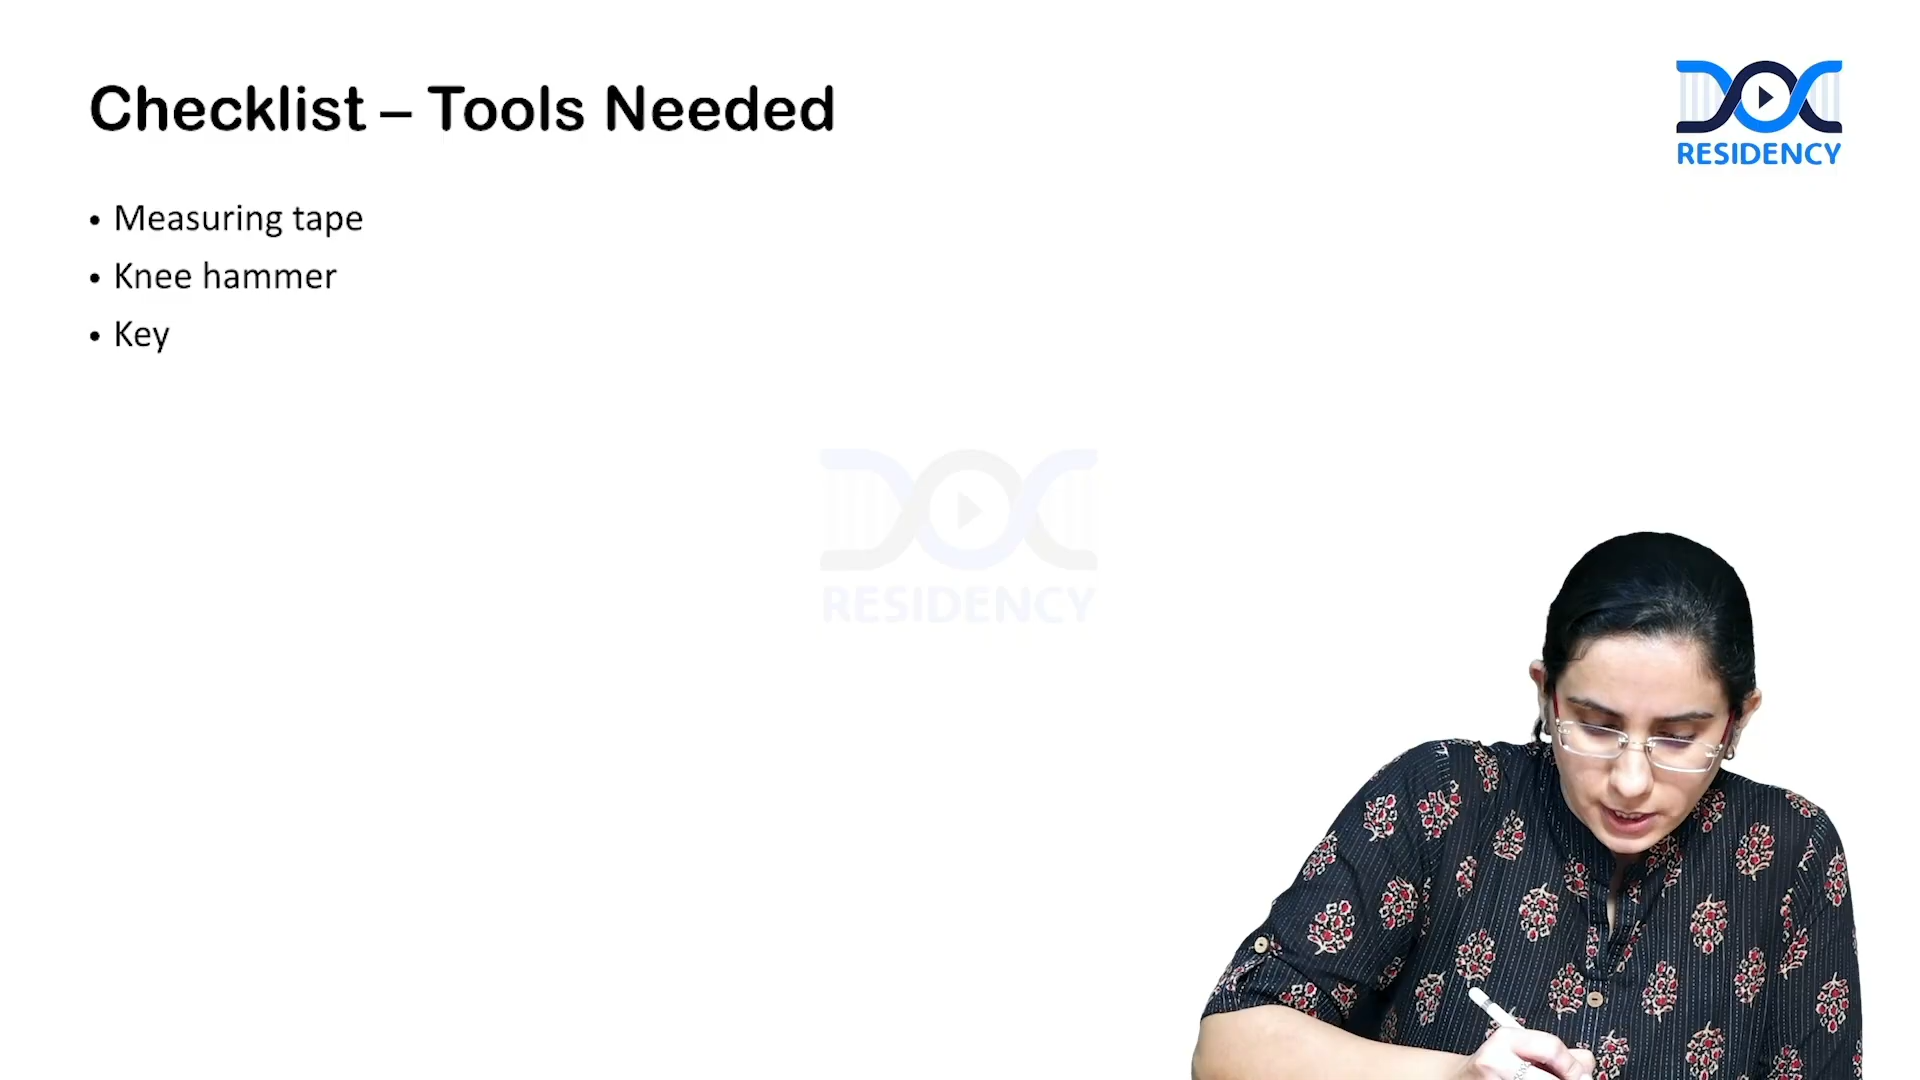 Checklist – Tools Needed
RESIDENCY
• Measuring tape
• Knee hammer
• Key
RESIDENCY